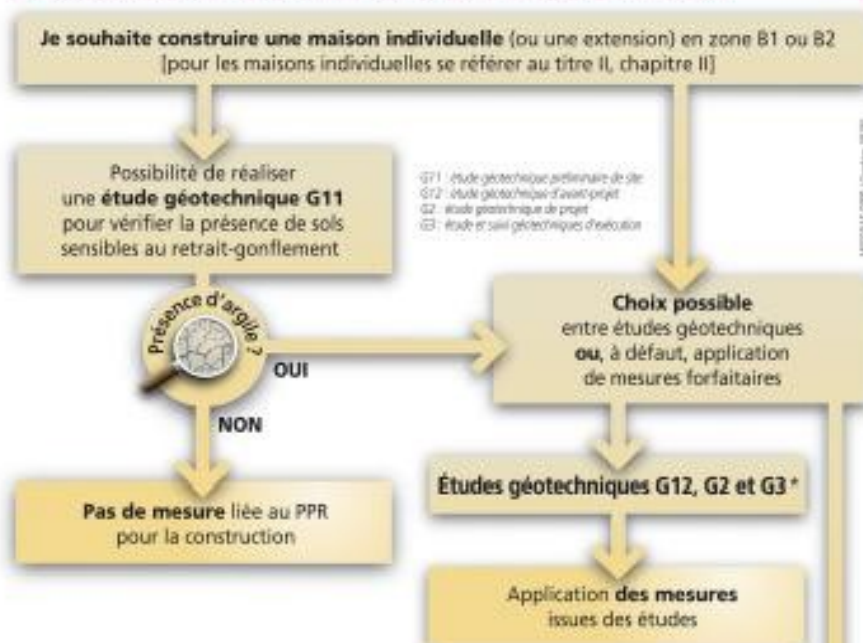 Je souhaite construire une maison individuelle (ou une extension) en zone B1 ou B2
[pour les maisons individuelles se référer au titre II, chapitre II]
Possibilité de réaliser
une étude géotechnique G11
pour vérifier la présence de sols
sensibles au retrait-gonflement
G11 : étude géotechnique préliminaire de site
G12 : étude géotechnique d'avant-projet
G2 : étude géotechnique de projet
G3 : étude et suivi géotechniques d'exécution
Présence d'argile ?
OUI
NON
Choix possible
entre études géotechniques
ou, à défaut, application
de mesures forfaitaires
Études géotechniques G12, G2 et G3 *
Pas de mesure liée au PPR
pour la construction
Application des mesures
issues des études